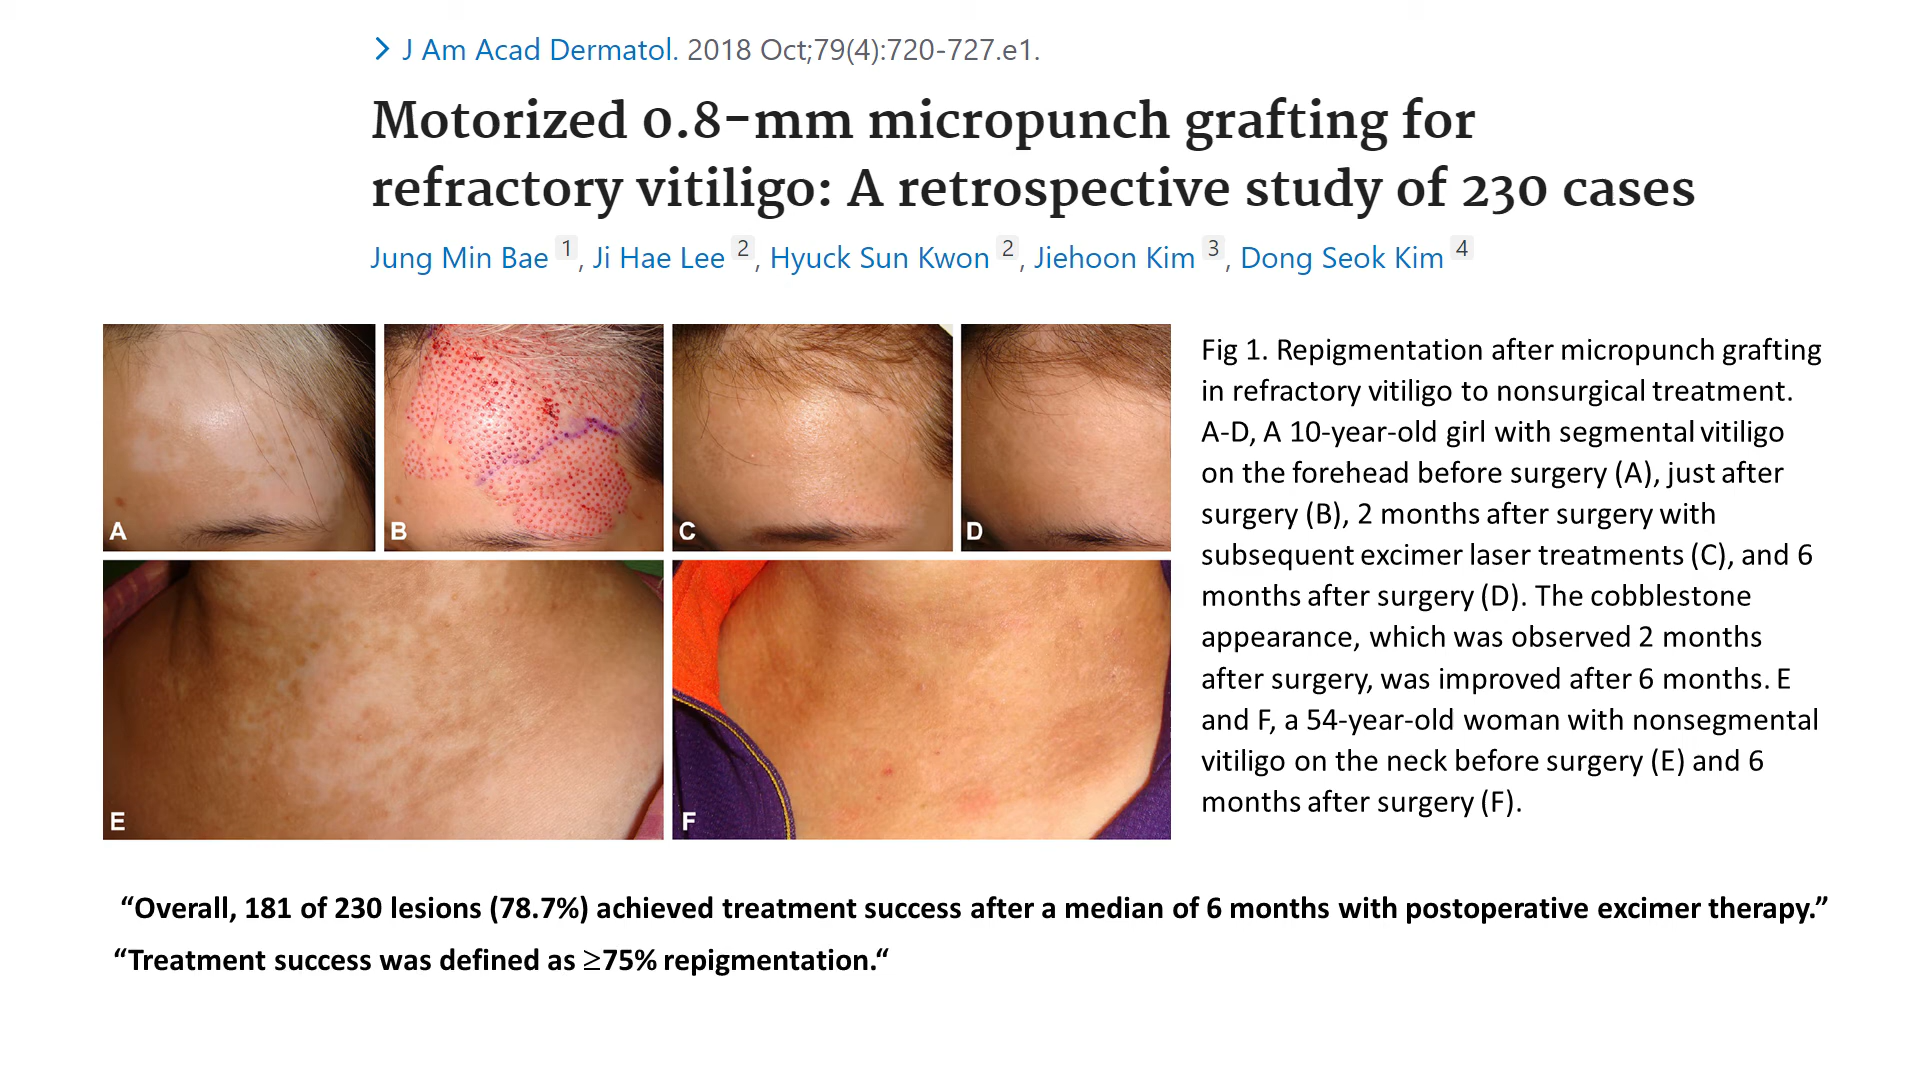 J Am Acad Dermatol. 2018 Oct;79(4):720-727.e1.
Motorized 0.8-mm micropunch grafting for
refractory vitiligo: A retrospective study of 230 cases
Jung Min Bae 1, Ji Hae Lee 2, Hyuck Sun Kwon 2, Jiehoon Kim 3, Dong Seok Kim 4
A
B
C
D
E
F
Fig 1. Repigmentation after micropunch grafting
in refractory vitiligo to nonsurgical treatment.
A-D, A 10-year-old girl with segmental vitiligo
on the forehead before surgery (A), just after
surgery (B), 2 months after surgery with
subsequent excimer laser treatments (C), and 6
months after surgery (D). The cobblestone
appearance, which was observed 2 months
after surgery, was improved after 6 months. E
and F, a 54-year-old woman with nonsegmental
vitiligo on the neck before surgery (E) and 6
months after surgery (F).
“Overall, 181 of 230 lesions (78.7%) achieved treatment success after a median of 6 months with postoperative excimer therapy.”
“Treatment success was defined as ≥75% repigmentation.“